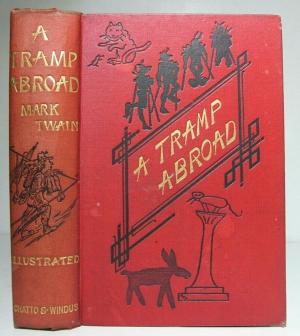 A
TRAMP
ABROAD
MARK
TWAIN
ILLUSTRATED
CHATTO & WINDUS
A TRAMP
ABROAD